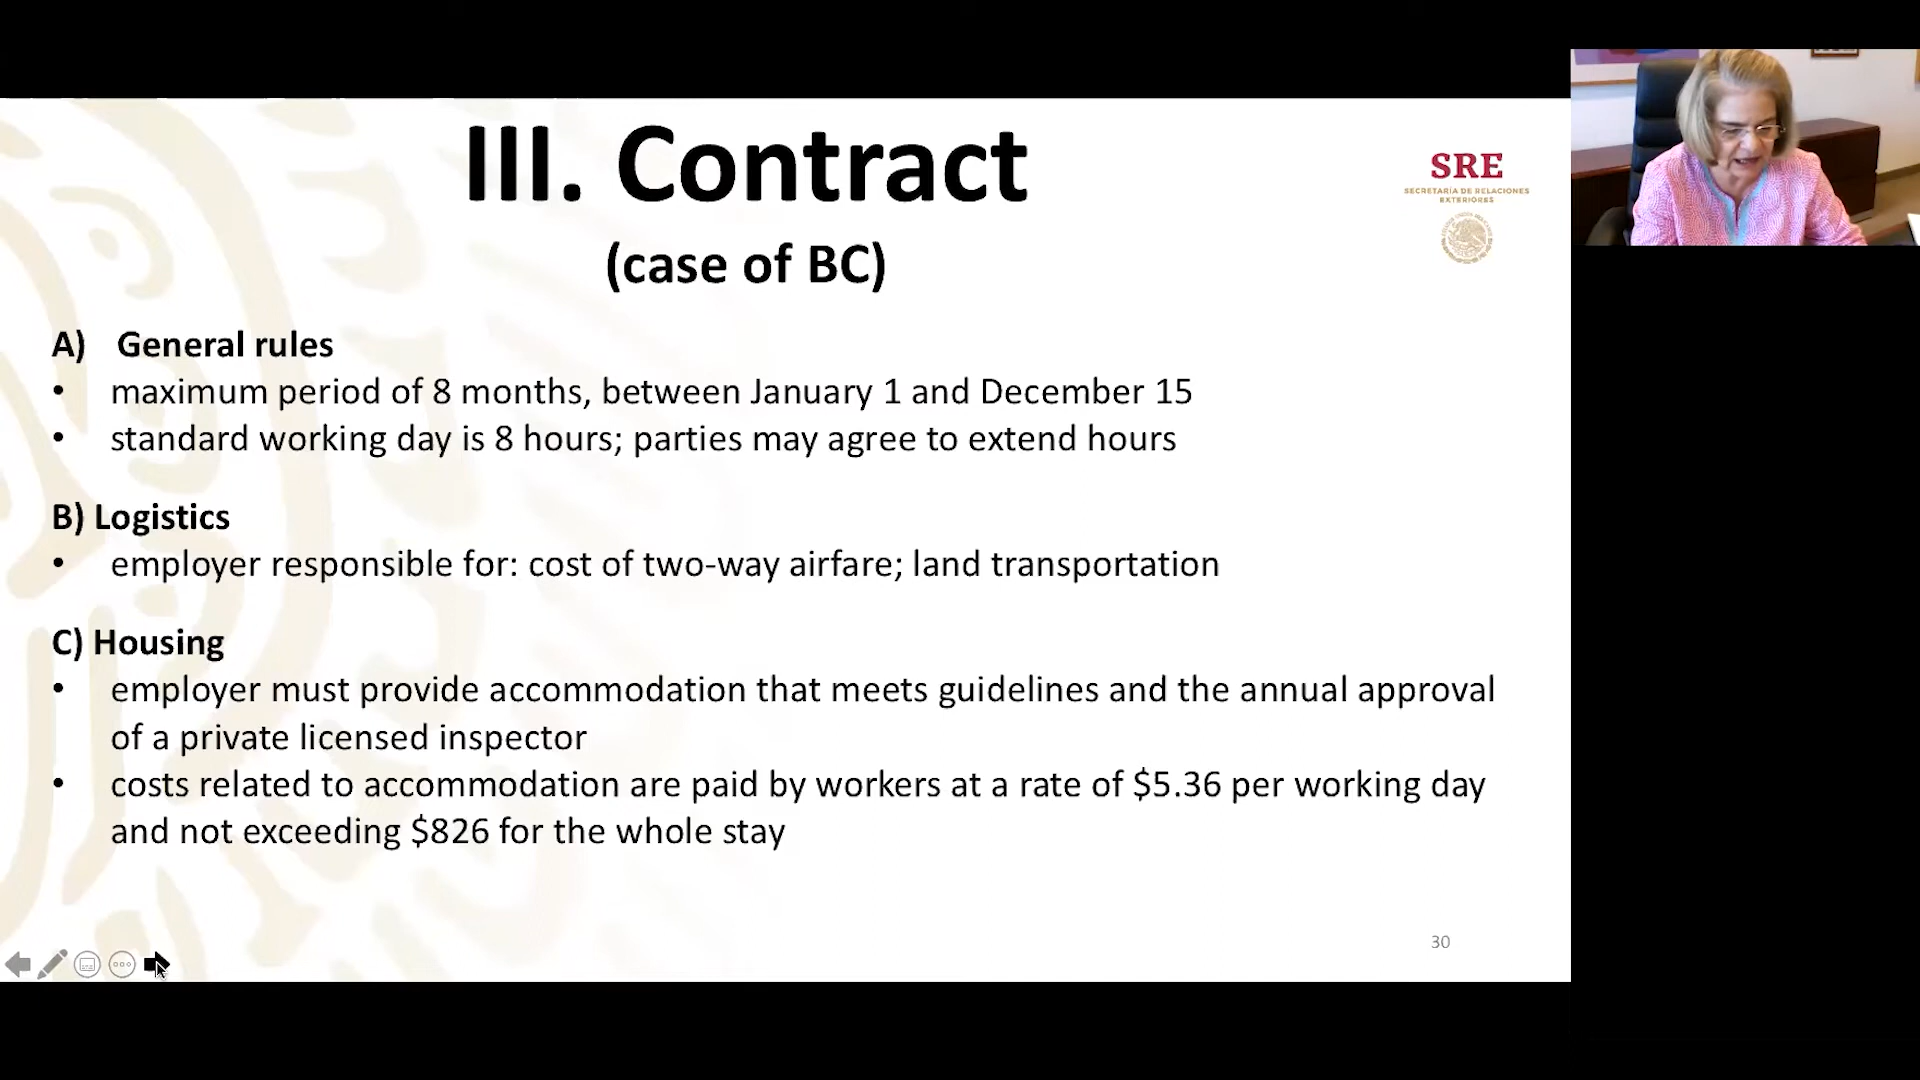 III. Contract
(case of BC)
SRE
SECRETARÍA DE RELACIONES
EXTERIORES
A) General rules
• maximum period of 8 months, between January 1 and December 15
• standard working day is 8 hours; parties may agree to extend hours
B) Logistics
• employer responsible for: cost of two-way airfare; land transportation
C) Housing
• employer must provide accommodation that meets guidelines and the annual approval
of a private licensed inspector
• costs related to accommodation are paid by workers at a rate of $5.36 per working day
and not exceeding $826 for the whole stay
30